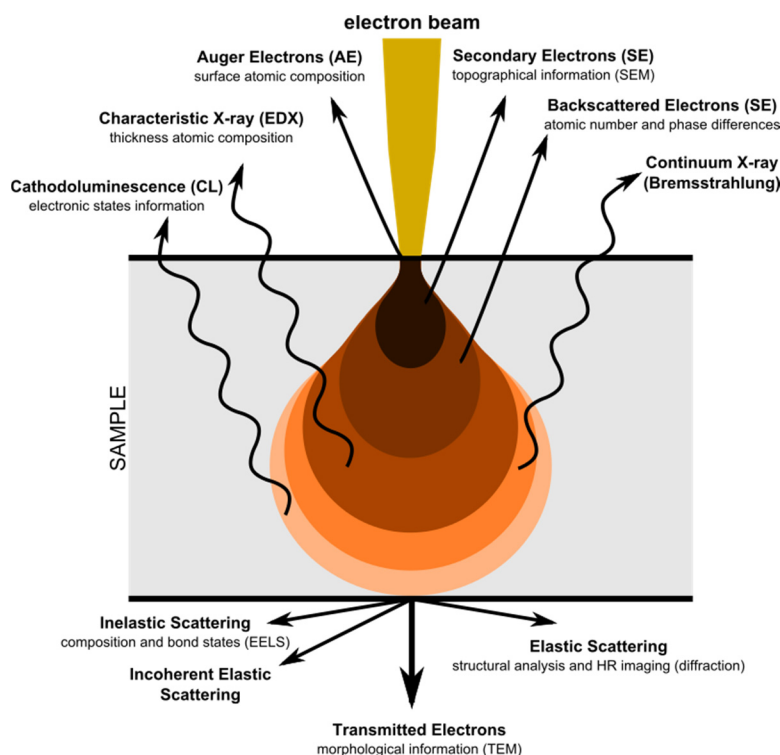 electron beam
Auger Electrons (AE)
surface atomic composition
Secondary Electrons (SE)
topographical information (SEM)
Characteristic X-ray (EDX)
thickness atomic composition
Backscattered Electrons (SE)
atomic number and phase differences
Cathodoluminescence (CL)
electronic states information
Continuum X-ray
(Bremsstrahlung)
SAMPLE
Inelastic Scattering
composition and bond states (EELS)
Incoherent Elastic
Scattering
Elastic Scattering
structural analysis and HR imaging (diffraction)
Transmitted Electrons
morphological information (TEM)